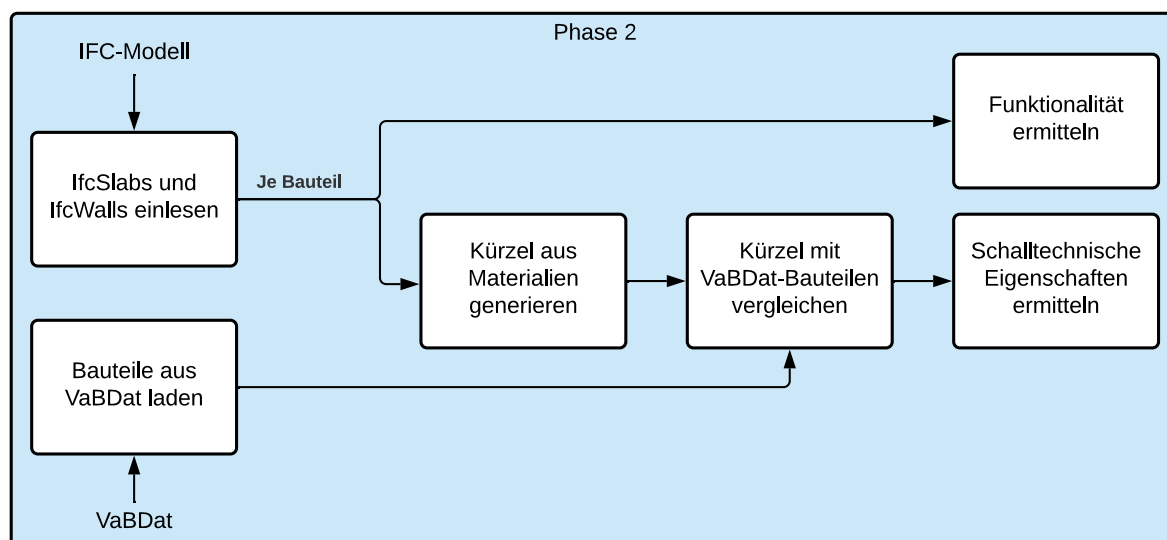 Phase 2
IFC-Modell
IfcSlabs und
IfcWalls einlesen
Je Bauteil
Funktionalität
ermitteln
Kürzel aus
Materialien
generieren
Kürzel mit
VaBDat-Bauteilen
vergleichen
Schalltechnische
Eigenschaften
ermitteln
Bauteile aus
VaBDat laden
VaBDat